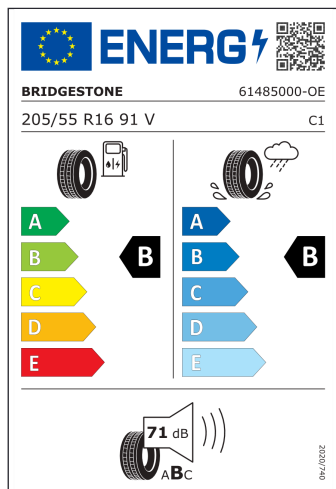 ENERG
BRIDGESTONE 61485000-OE
205/55 R16 91 V C1
A
B
C
D
E
B
A
B
C
D
E
B
71 dB
ABC
2020/740